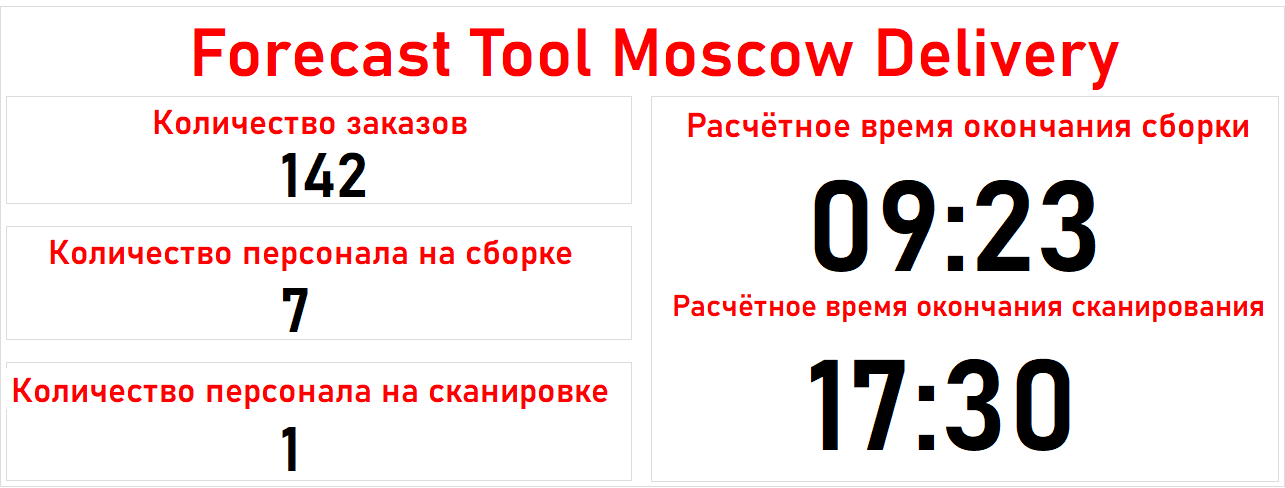 Forecast Tool Moscow Delivery
Количество заказов
142
Количество персонала на сборке
7
Количество персонала на сканировке
1
Расчётное время окончания сборки
09:23
Расчётное время окончания сканирования
17:30